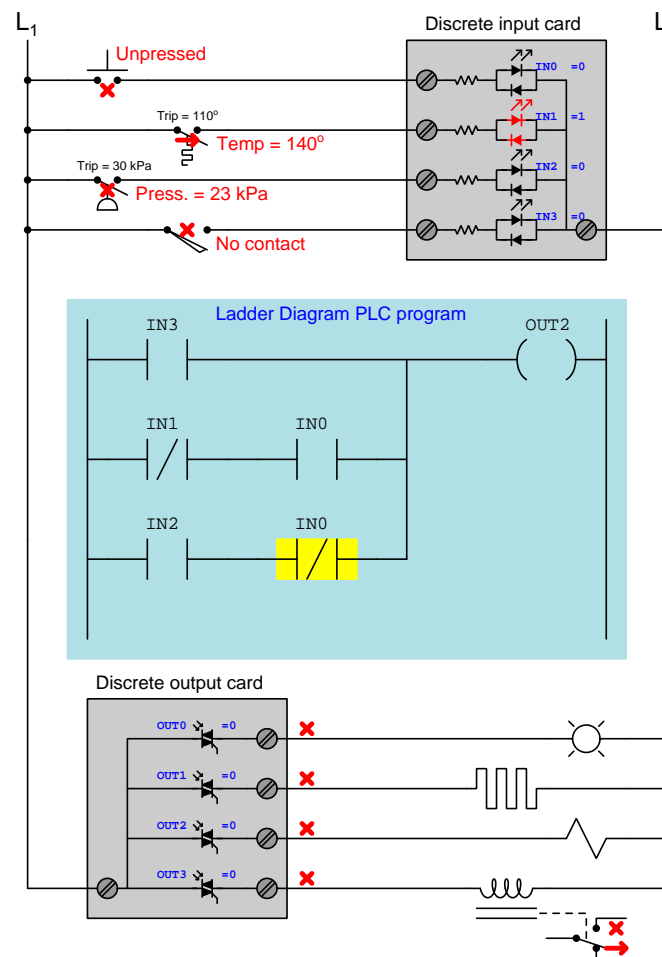 L1
Discrete input card
L
Unpressed
IN0 =0
Trip = 110o
IN1 =1
Temp = 140o
Trip = 30 kPa
IN2 =0
Press. = 23 kPa
IN3 =0
No contact
Ladder Diagram PLC program
IN3
OUT2
IN1
IN0
IN2
IN0
Discrete output card
OUT0 =0
OUT1 =0
OUT2 =0
OUT3 =0